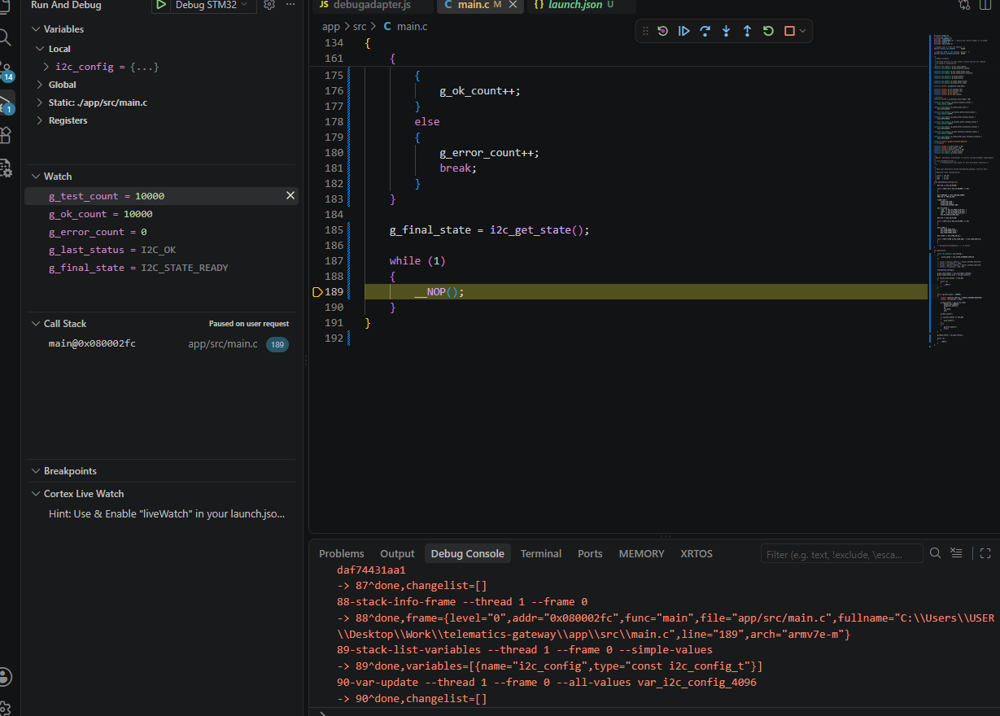 Run And Debug
Debug STM32
Variables
Local
i2c_config = {...}
Global
Static: ./app/src/main.c
Registers
14
1
Watch
g_test_count = 10000
g_ok_count = 10000
g_error_count = 0
g_last_status = I2C_OK
g_final_state = I2C_STATE_READY
Call Stack
Paused on user request
main@0x080002fc
app/src/main.c
189
Breakpoints
Cortex Live Watch
Hint: Use & Enable "liveWatch" in your launch.jso...
JS debugadapter.js
C main.c M
{} launch.json U
app > src > C main.c
134 {
161 {
175 {
176 g_ok_count++;
177 }
178 else
179 {
180 g_error_count++;
181 break;
182 }
183 }
184
185 g_final_state = i2c_get_state();
186
187 while (1)
188 {
189 __NOP();
190 }
191 }
192
Problems
Output
Debug Console
Terminal
Ports
MEMORY
XRTOS
Filter (e.g. text, !exclude, \esca...
daf74431aa1
-> 87^done,changelist=[]
88-stack-info-frame --thread 1 --frame 0
-> 88^done,frame={level="0",addr="0x080002fc",func="main",file="app/src/main.c",fullname="C:\\Users\\USER
\\Desktop\\Work\\telematics-gateway\\app\\src\\main.c",line="189",arch="armv7e-m"}
89-stack-list-variables --thread 1 --frame 0 --simple-values
-> 89^done,variables=[{name="i2c_config",type="const i2c_config_t"}]
90-var-update --thread 1 --frame 0 --all-values var_i2c_config_4096
-> 90^done,changelist=[]